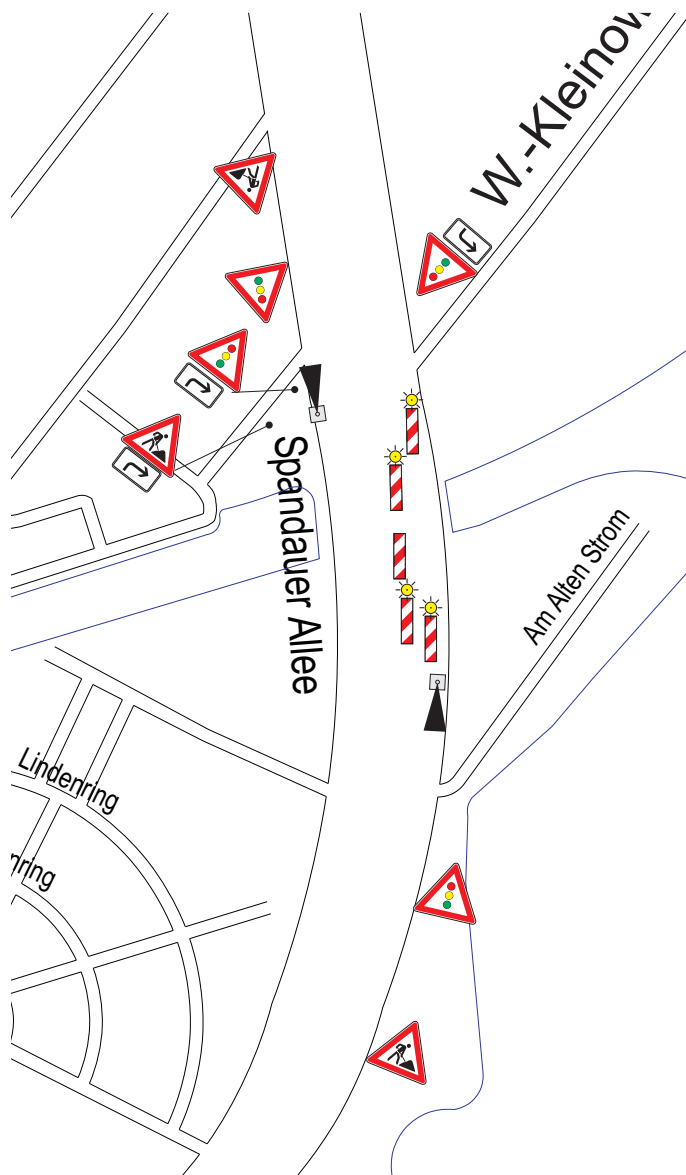 W.-Kleinow
Spandauer Allee
Am Alten Strom
Lindenring
nring